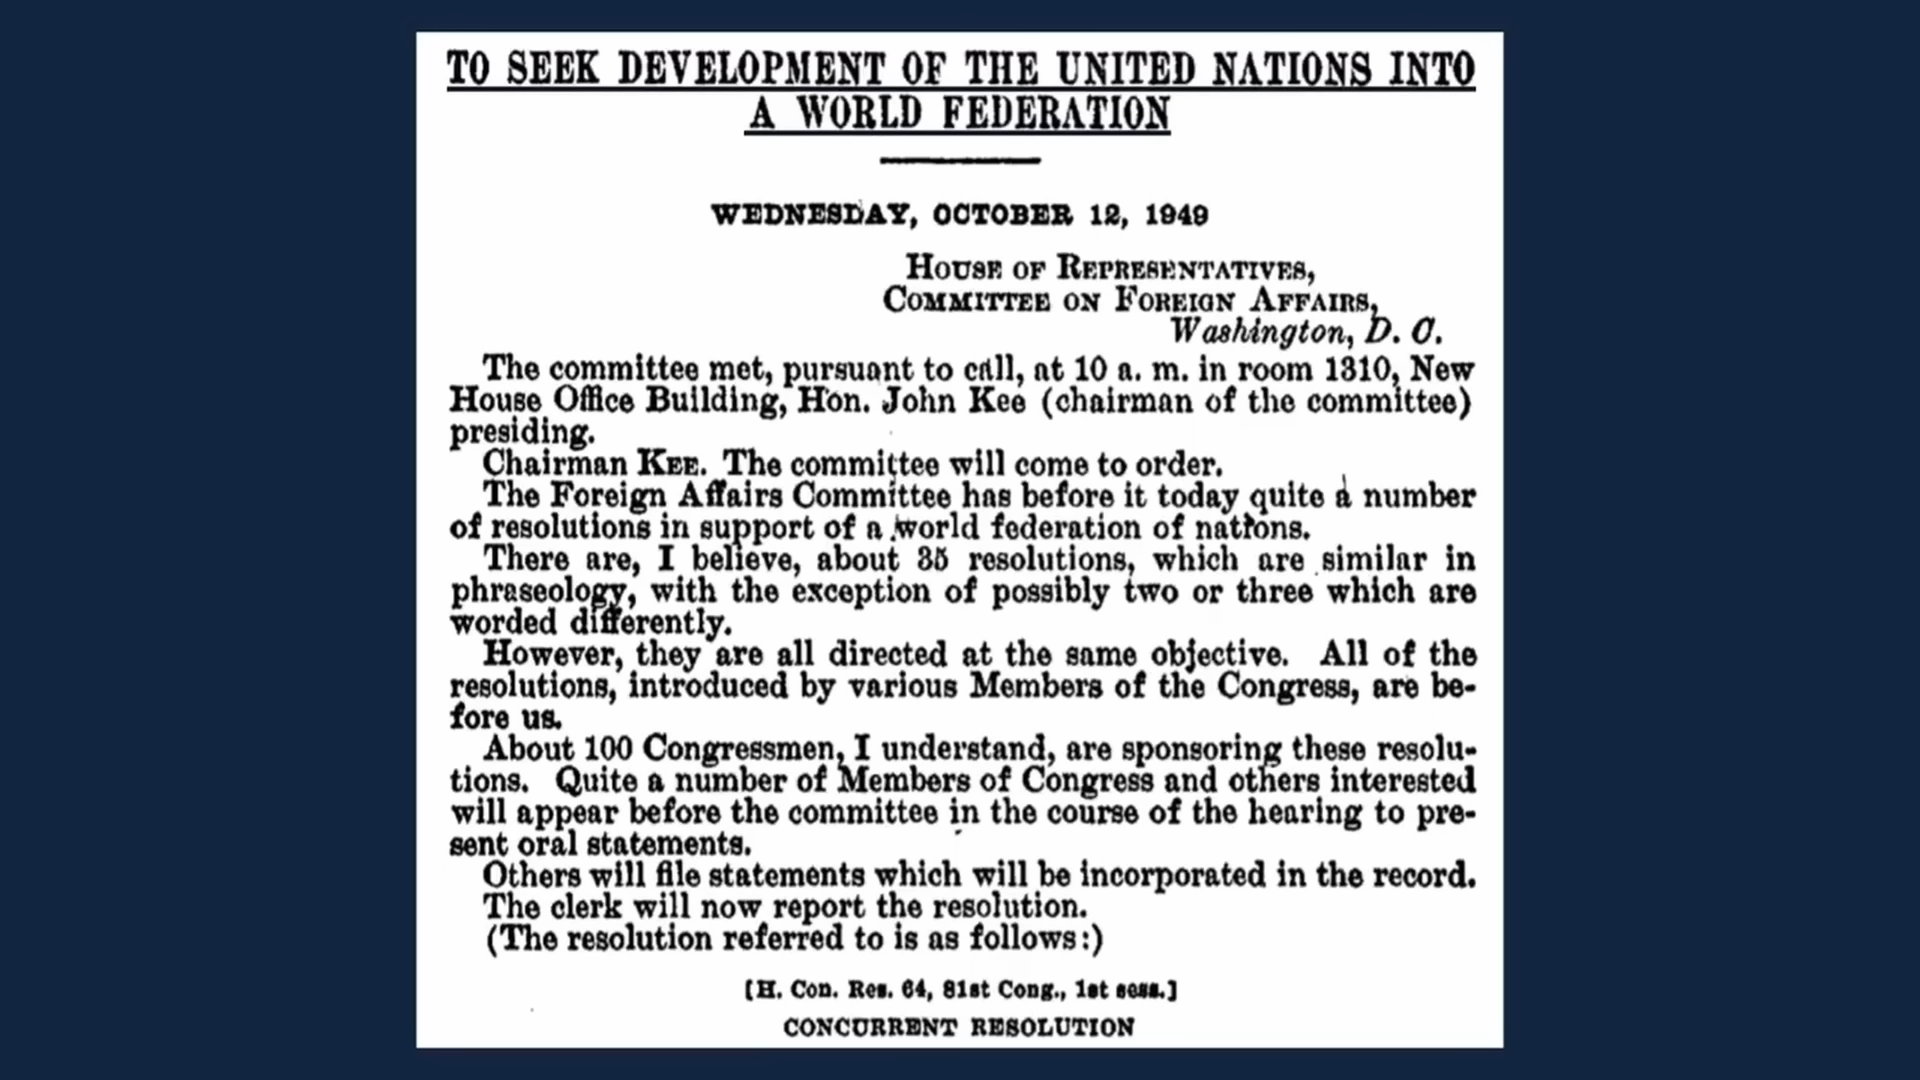 TO SEEK DEVELOPMENT OF THE UNITED NATIONS INTO
A WORLD FEDERATION
WEDNESDAY, OCTOBER 12, 1949
HOUSE OF REPRESENTATIVES,
COMMITTEE ON FOREIGN AFFAIRS,
Washington, D. C.
The committee met, pursuant to call, at 10 a. m. in room 1310, New
House Office Building, Hon. John Kee (chairman of the committee)
presiding.
Chairman KEE. The committee will come to order.
The Foreign Affairs Committee has before it today quite a number
of resolutions in support of a world federation of nations.
There are, I believe, about 35 resolutions, which are similar in
phraseology, with the exception of possibly two or three which are
worded differently.
However, they are all directed at the same objective. All of the
resolutions, introduced by various Members of the Congress, are be-
fore us.
About 100 Congressmen, I understand, are sponsoring these resolu-
tions. Quite a number of Members of Congress and others interested
will appear before the committee in the course of the hearing to pre-
sent oral statements.
Others will file statements which will be incorporated in the record.
The clerk will now report the resolution.
(The resolution referred to is as follows:)
[H. Con. Res. 64, 81st Cong., 1st sess.]
CONCURRENT RESOLUTION